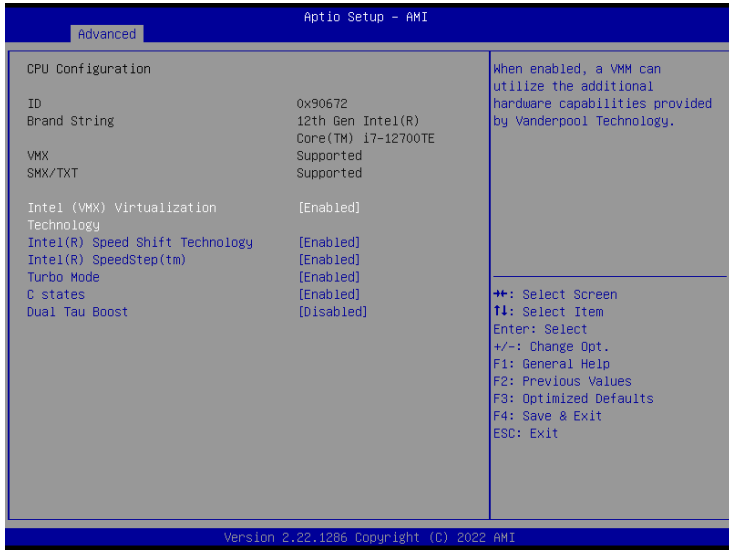 Aptio Setup – AMI
Advanced
CPU Configuration
ID 0x90672
Brand String 12th Gen Intel(R)
Core(TM) i7-12700TE
VMX Supported
SMX/TXT Supported
Intel (VMX) Virtualization [Enabled]
Technology
Intel(R) Speed Shift Technology [Enabled]
Intel(R) SpeedStep(tm) [Enabled]
Turbo Mode [Enabled]
C states [Enabled]
Dual Tau Boost [Disabled]
When enabled, a VMM can
utilize the additional
hardware capabilities provided
by Vanderpool Technology.
→←: Select Screen
↑↓: Select Item
Enter: Select
+/-: Change Opt.
F1: General Help
F2: Previous Values
F3: Optimized Defaults
F4: Save & Exit
ESC: Exit
Version 2.22.1286 Copyright (C) 2022 AMI